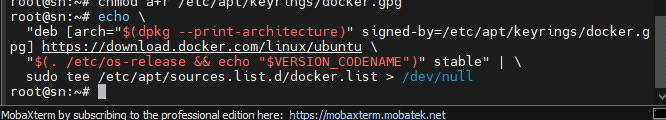 root@sn:~# chmod a+r /etc/apt/keyrings/docker.gpg
root@sn:~# echo \
  "deb [arch="$(dpkg --print-architecture)" signed-by=/etc/apt/keyrings/docker.g
pg] https://download.docker.com/linux/ubuntu \
  "$(. /etc/os-release && echo "$VERSION_CODENAME")" stable" | \
  sudo tee /etc/apt/sources.list.d/docker.list > /dev/null
root@sn:~#
MobaXterm by subscribing to the professional edition here: https://mobaxterm.mobatek.net